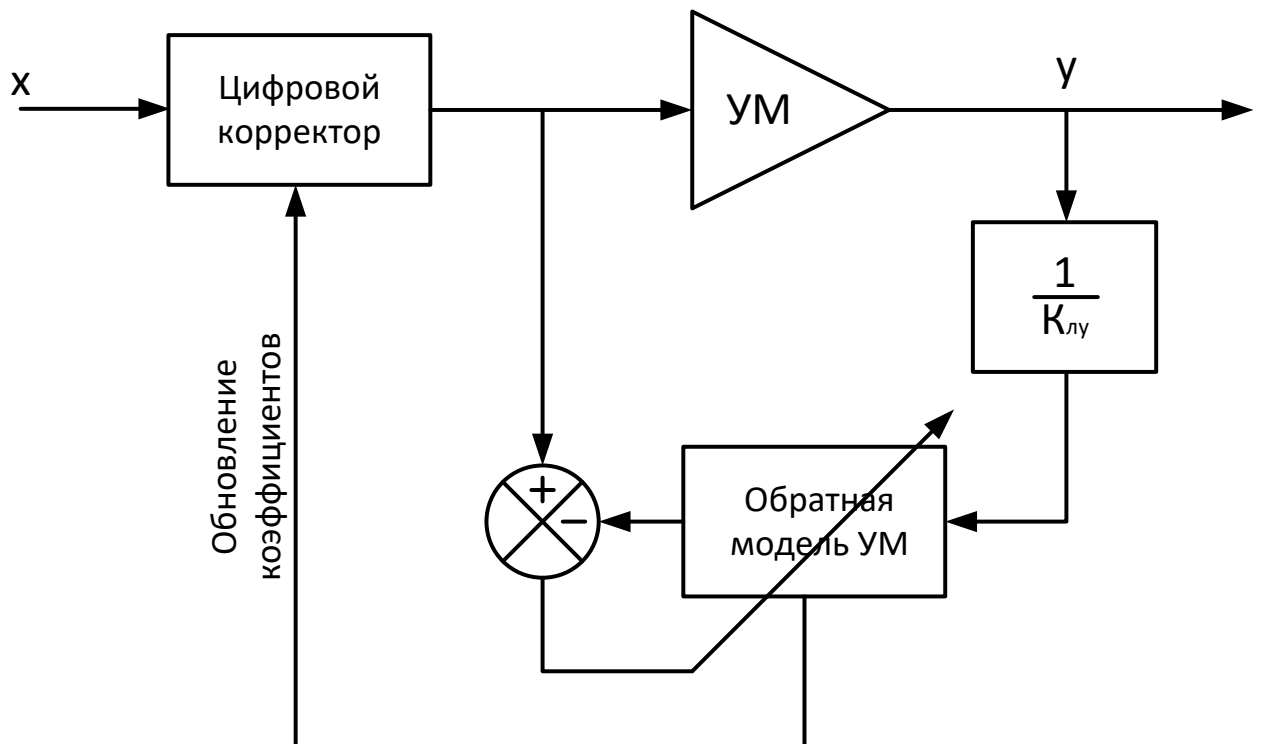 x
Цифровой
корректор
УМ
y
1
Kлу
Обновление
коэффициентов
+
−
Обратная
модель УМ